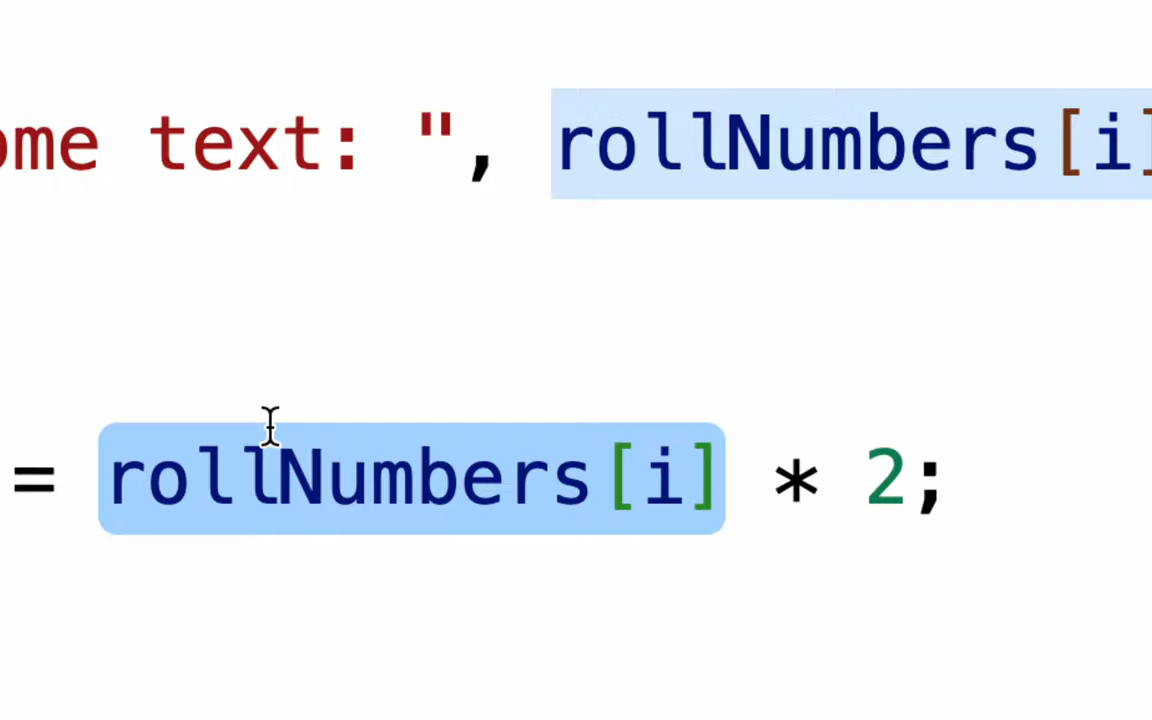 ome text: ", rollNumbers[i]
= rollNumbers[i] * 2;